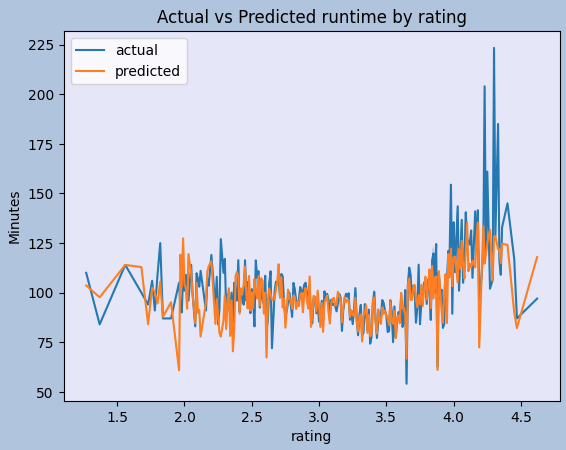 Actual vs Predicted runtime by rating
actual
predicted
Minutes
225
200
175
150
125
100
75
50
1.5 2.0 2.5 3.0 3.5 4.0 4.5
rating